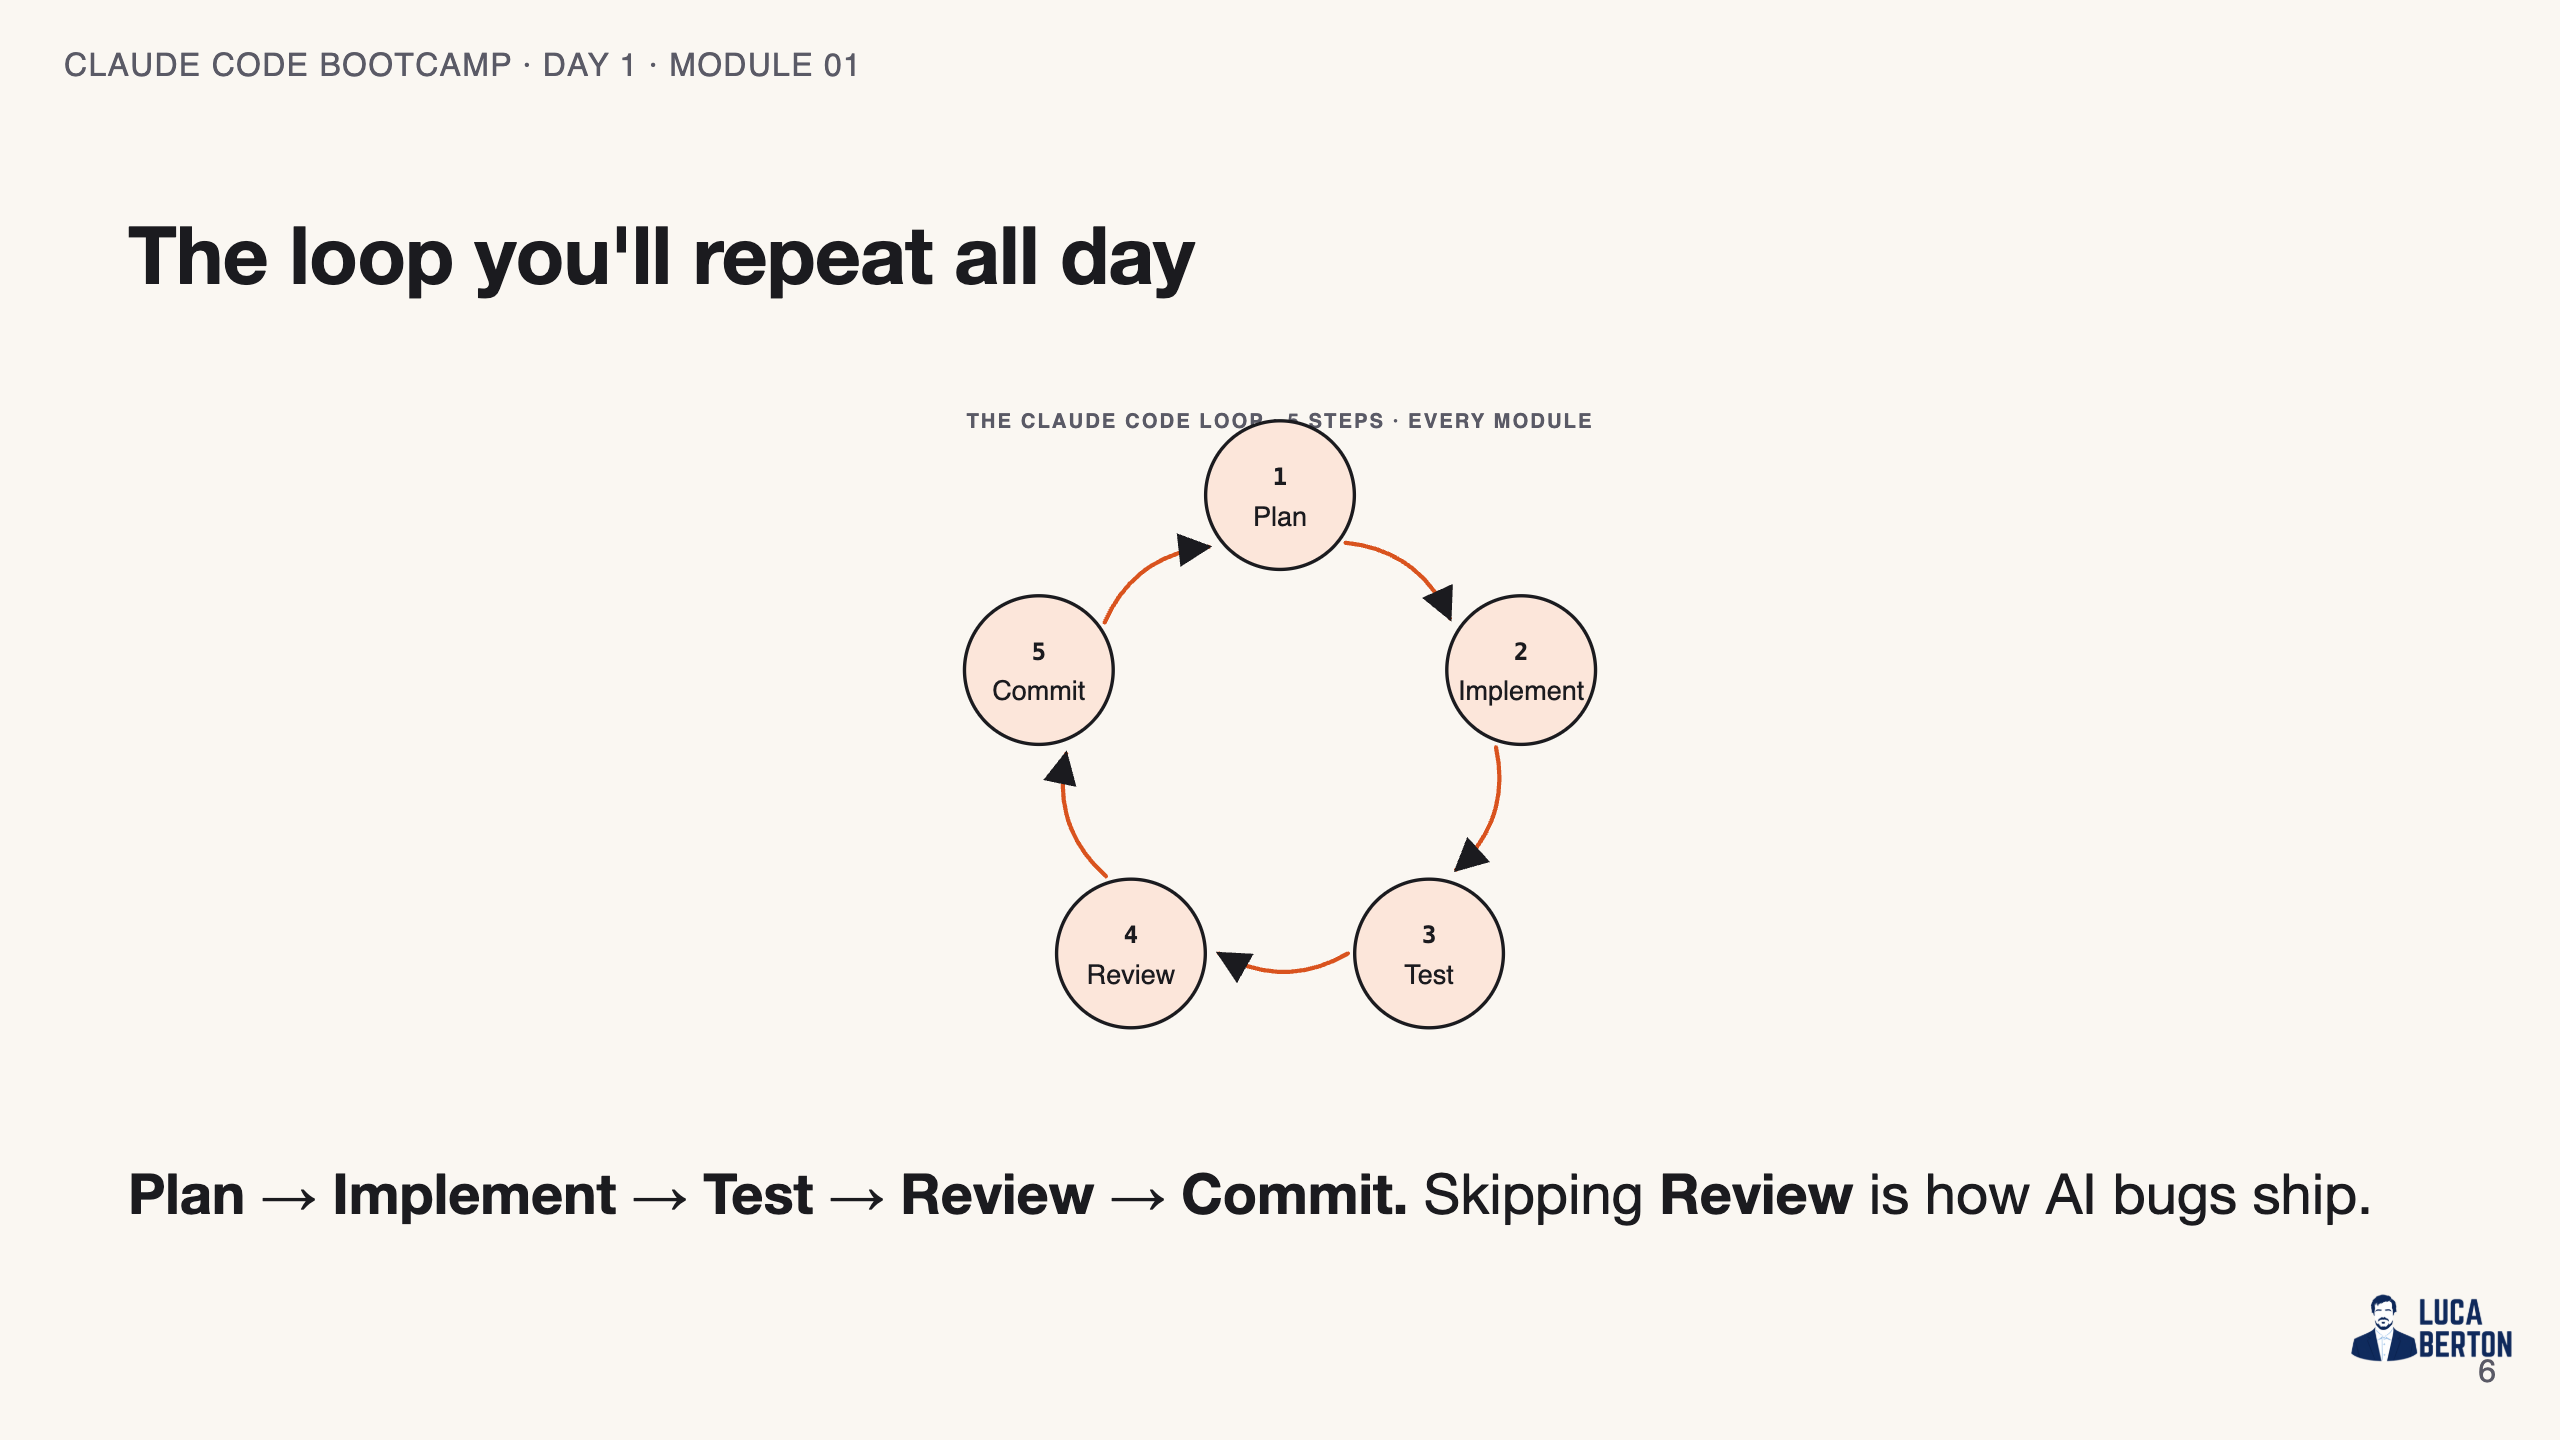 CLAUDE CODE BOOTCAMP · DAY 1 · MODULE 01
The loop you'll repeat all day
THE CLAUDE CODE LOOP · 5 STEPS · EVERY MODULE
1
Plan
2
Implement
3
Test
4
Review
5
Commit
Plan → Implement → Test → Review → Commit. Skipping Review is how AI bugs ship.
LUCA
BERTON
6